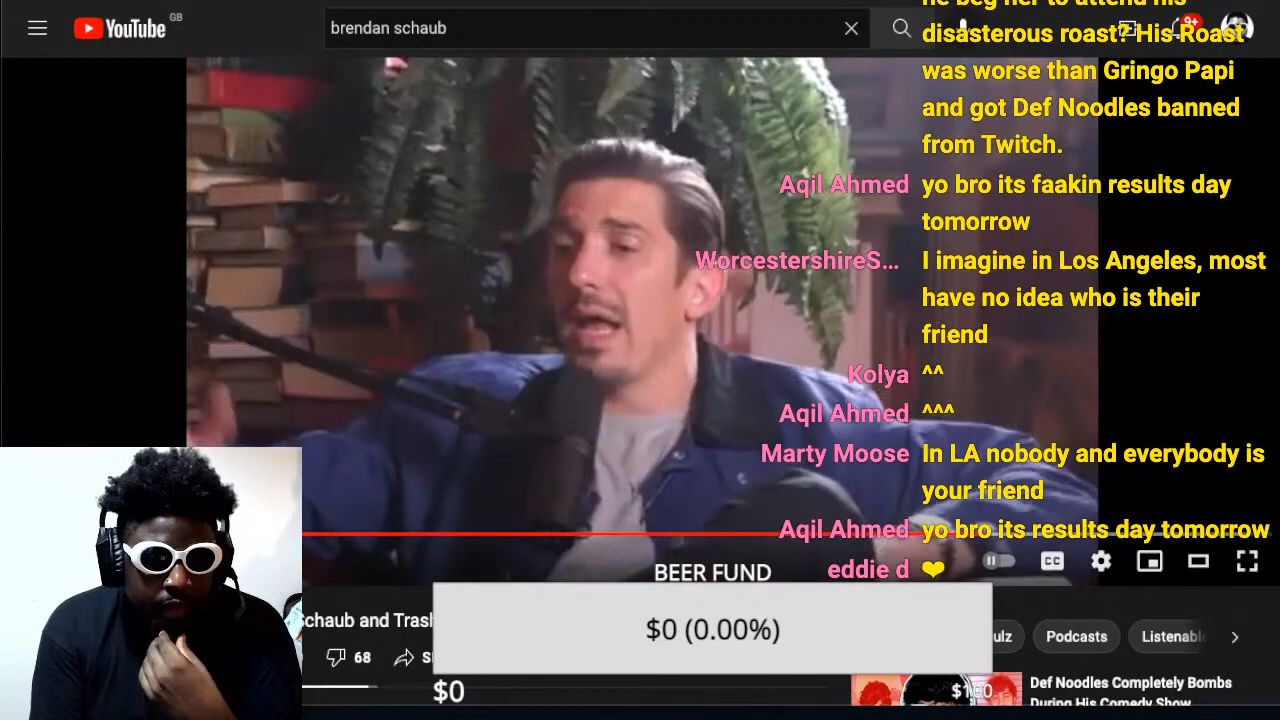 YouTube GB
brendan schaub
9+
he beg her to attend his
disasterous roast? His Roast
was worse than Gringo Papi
and got Def Noodles banned
from Twitch.
Aqil Ahmed yo bro its faakin results day
tomorrow
WorcestershireS... I imagine in Los Angeles, most
have no idea who is their
friend
Kolya ^^
Aqil Ahmed ^^^
Marty Moose In LA nobody and everybody is
your friend
Aqil Ahmed yo bro its results day tomorrow
eddie d ❤
CC
BEER FUND
$0 (0.00%)
$0
$100
Schaub and Trash
68
Podcasts
Listenable
Def Noodles Completely Bombs
During His Comedy Show